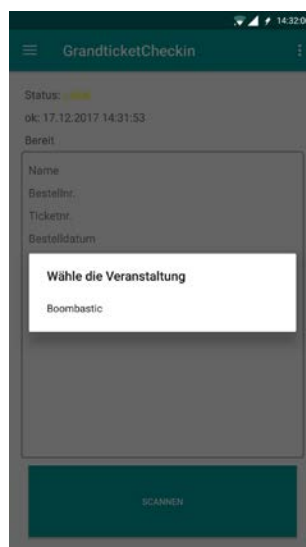 14:32:0
GrandticketCheckin
Status:
ok: 17.12.2017 14:31:53
Bereit
Name
Bestellnr.
Ticketnr.
Bestelldatum
Wähle die Veranstaltung
Boombastic
SCANNEN